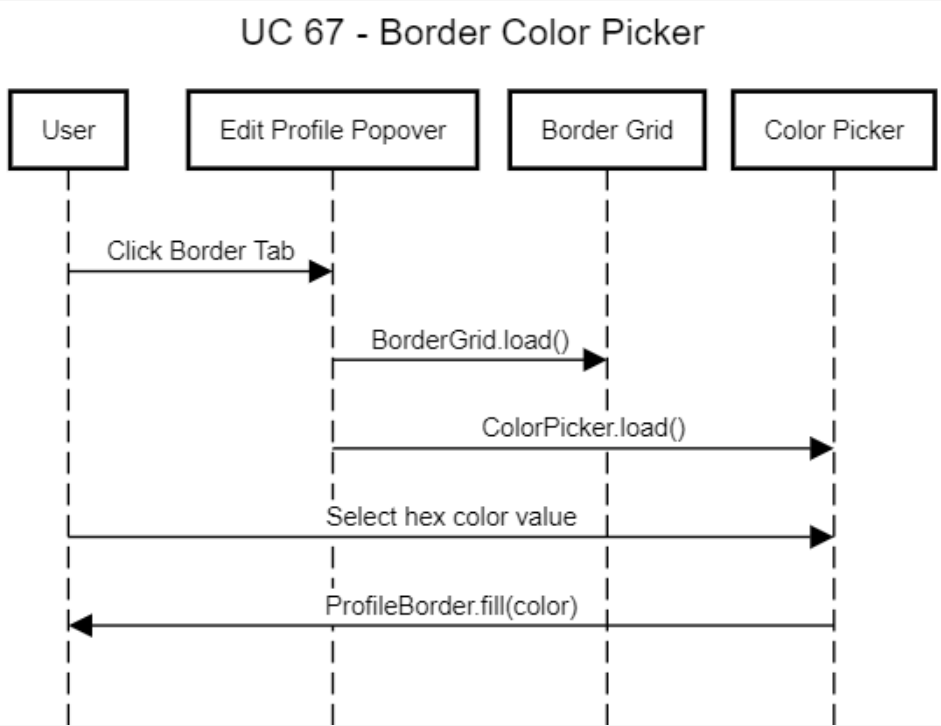 UC 67 - Border Color Picker
User
Edit Profile Popover
Border Grid
Color Picker
Click Border Tab
BorderGrid.load()
ColorPicker.load()
Select hex color value
ProfileBorder.fill(color)